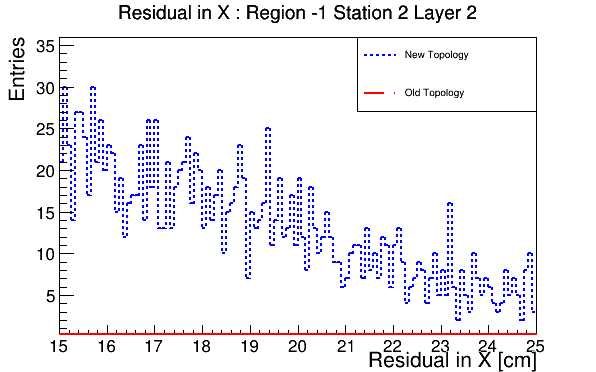 Residual in X : Region -1 Station 2 Layer 2
Entries
35
30
25
20
15
10
5
New Topology
Old Topology
15 16 17 18 19 20 21 22 23 24 25
Residual in X [cm]